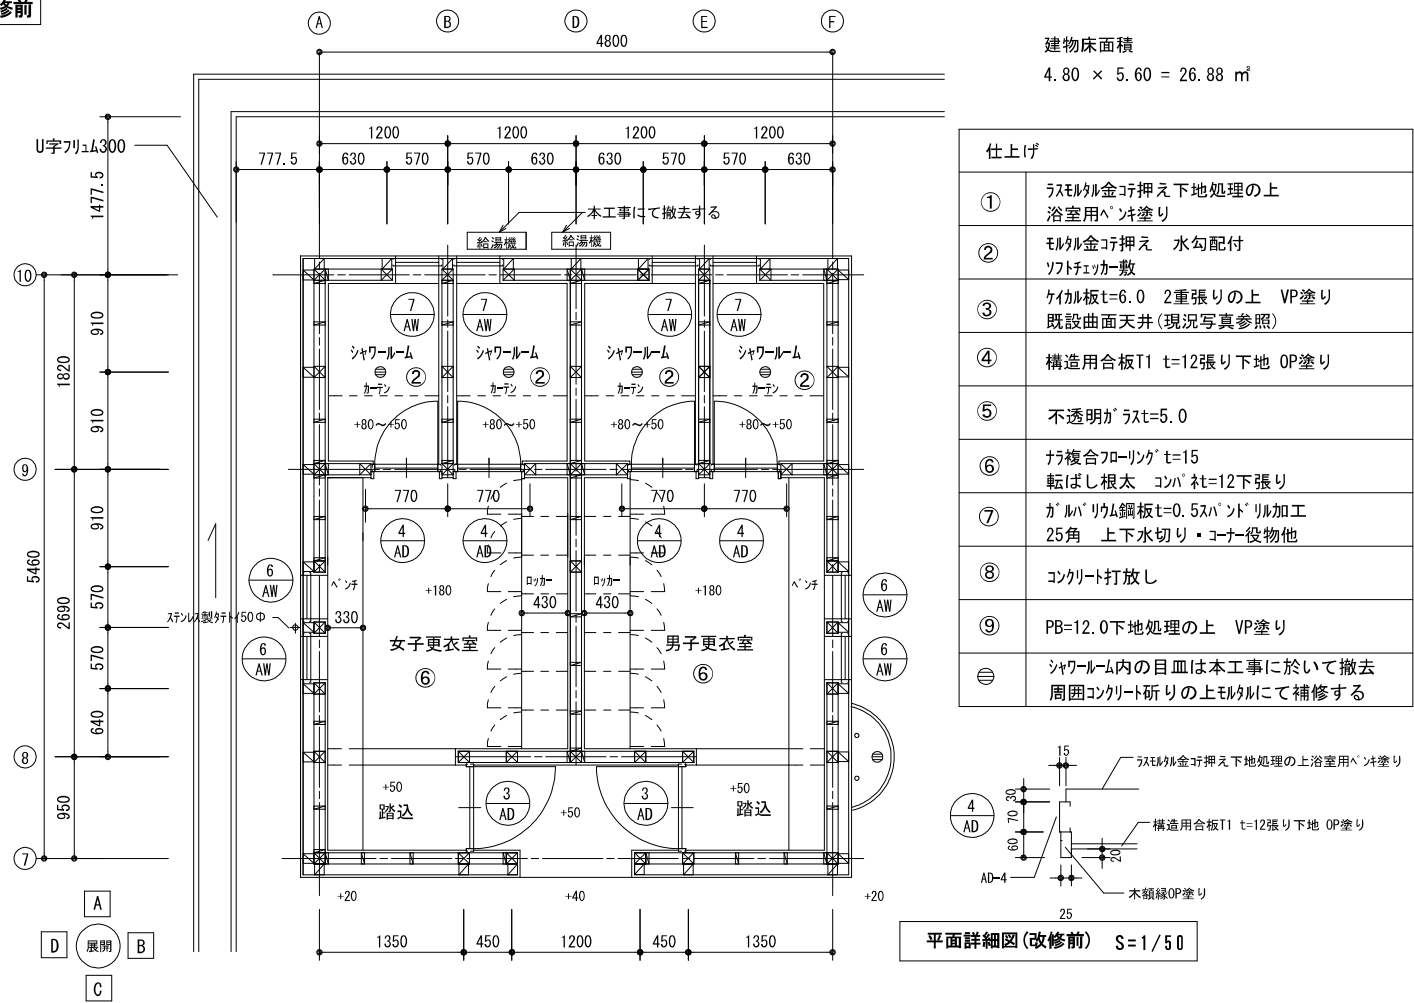 修前
A
B
D
E
F
4800
建物床面積
4.80 × 5.60 = 26.88 ㎡
U字フリュム300
1200
1200
1200
1200
777.5
630
570
570
630
630
570
570
630
1477.5
本工事にて撤去する
給湯機
給湯機
仕上げ
① ラスモルタル金コテ押え下地処理の上
浴室用ペンキ塗り
② モルタル金コテ押え 水勾配付
ソフトチェッカー敷
③ ケイカル板t=6.0 2重張りの上 VP塗り
既設曲面天井(現況写真参照)
④ 構造用合板T1 t=12張り下地 OP塗り
⑤ 不透明ガラスt=5.0
⑥ ナラ複合フローリングt=15
転ばし根太 コンパネt=12下張り
⑦ ガルバリウム鋼板t=0.5スパンドリル加工
25角 上下水切り・コーナー役物他
⑧ コンクリート打放し
⑨ PB=12.0下地処理の上 VP塗り
シャワールーム内の目皿は本工事に於いて撤去
周囲コンクリート斫りの上モルタルにて補修する
10
9
8
7
910
910
910
570
570
640
1820
2690
950
5460
7
AW
7
AW
7
AW
7
AW
シャワールーム
シャワールーム
シャワールーム
シャワールーム
②
②
②
②
カーテン
カーテン
カーテン
カーテン
+80～+50
+80～+50
+80～+50
+80～+50
770
770
770
770
4
AD
4
AD
4
AD
4
AD
6
AW
6
AW
6
AW
6
AW
ベンチ
+180
ロッカー
ロッカー
+180
ベンチ
ステンレス製タテトイ50Φ
330
430
430
女子更衣室
⑥
男子更衣室
⑥
+50
踏込
3
AD
+50
3
AD
+50
踏込
+20
+40
+20
1350
450
1200
450
1350
A
D
展開
B
C
15
ラスモルタル金コテ押え下地処理の上浴室用ペンキ塗り
4
AD
30
70
60
構造用合板T1 t=12張り下地 OP塗り
20
AD-4
木額縁OP塗り
25
平面詳細図(改修前) S=1/50